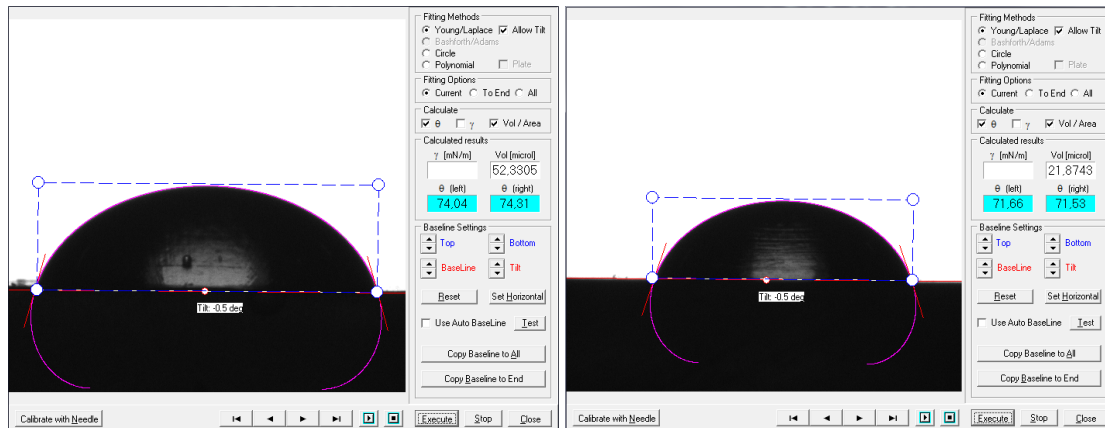 Fitting Methods
Young/Laplace Allow Tilt
Bashforth/Adams
Circle
Polynomial Plate
Fitting Options
Current To End All
Calculate
θ γ Vol / Area
Calculated results
γ [mN/m] Vol [microl]
52,3305
θ (left) θ (right)
74,04 74,31
Baseline Settings
Top Bottom
BaseLine Tilt
Reset Set Horizontal
Use Auto BaseLine Test
Copy Baseline to All
Copy Baseline to End
Tilt: -0.5 deg
Calibrate with Needle Execute Stop Close
Fitting Methods
Young/Laplace Allow Tilt
Bashforth/Adams
Circle
Polynomial Plate
Fitting Options
Current To End All
Calculate
θ γ Vol / Area
Calculated results
γ [mN/m] Vol [microl]
21,8743
θ (left) θ (right)
71,66 71,53
Baseline Settings
Top Bottom
BaseLine Tilt
Reset Set Horizontal
Use Auto BaseLine Test
Copy Baseline to All
Copy Baseline to End
Tilt: -0.5 deg
Calibrate with Needle Execute Stop Close